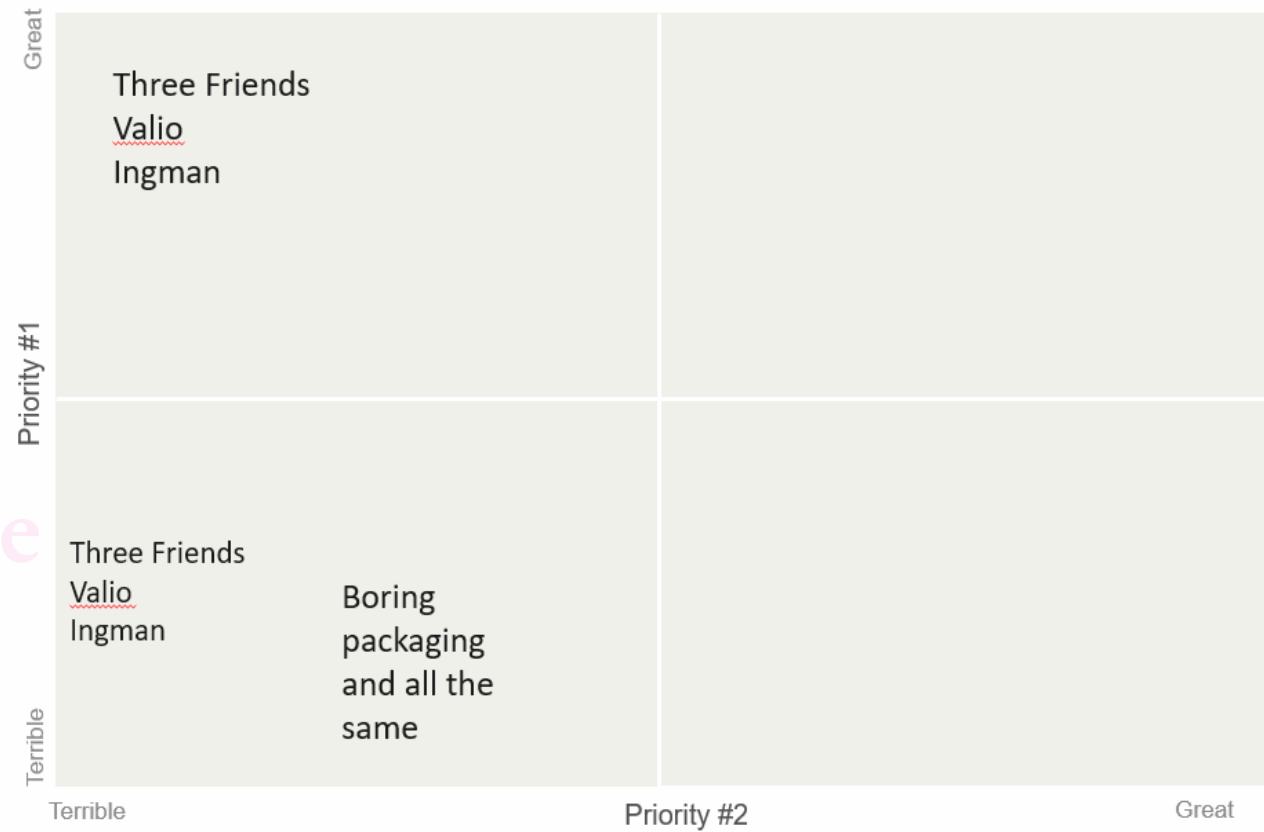 Great
Three Friends
Valio
Ingman
Priority #1
e
Three Friends
Valio
Ingman
Boring
packaging
and all the
same
Terrible
Terrible
Priority #2
Great